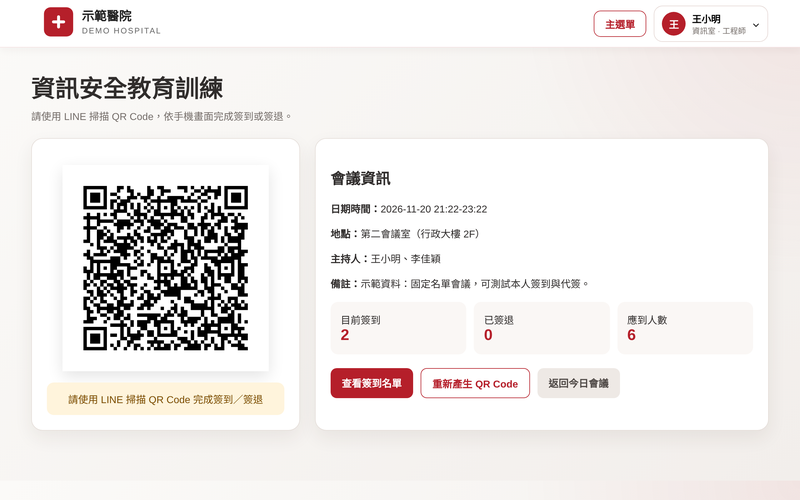 示範醫院
DEMO HOSPITAL
主選單
王
王小明
資訊室 · 工程師
資訊安全教育訓練
請使用 LINE 掃描 QR Code，依手機畫面完成簽到或簽退。
請使用 LINE 掃描 QR Code 完成簽到／簽退
會議資訊
日期時間：2026-11-20 21:22-23:22
地點：第二會議室（行政大樓 2F）
主持人：王小明、李佳穎
備註：示範資料：固定名單會議，可測試本人簽到與代簽。
目前簽到
2
已簽退
0
應到人數
6
查看簽到名單
重新產生 QR Code
返回今日會議